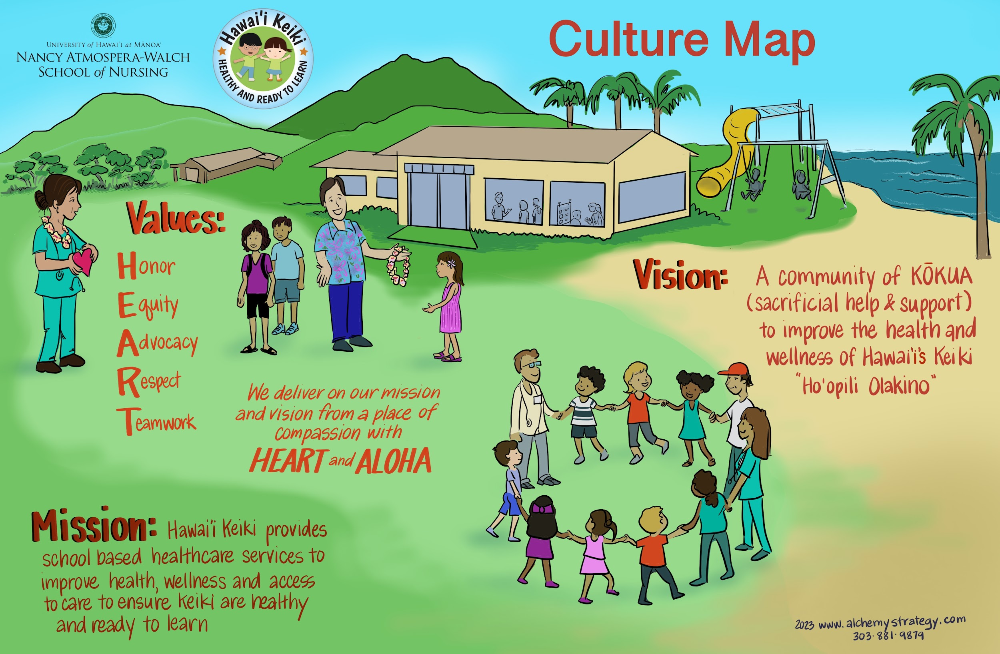 UNIVERSITY of HAWAIʻI at MĀNOA
NANCY ATMOSPERA-WALCH
SCHOOL of NURSING
Hawaiʻi Keiki
HEALTHY AND READY TO LEARN
Culture Map
Values:
Honor
Equity
Advocacy
Respect
Teamwork
We deliver on our mission
and vision from a place of
compassion with
HEART and ALOHA
Vision: A community of KŌKUA
(sacrificial help & support)
to improve the health and
wellness of Hawai'i's Keiki
"Ho'opili Olakino"
Mission: Hawai'i Keiki provides
school based healthcare services to
improve health, wellness and access
to care to ensure Keiki are healthy
and ready to learn
2023 www.alchemystrategy.com
303·881·9879